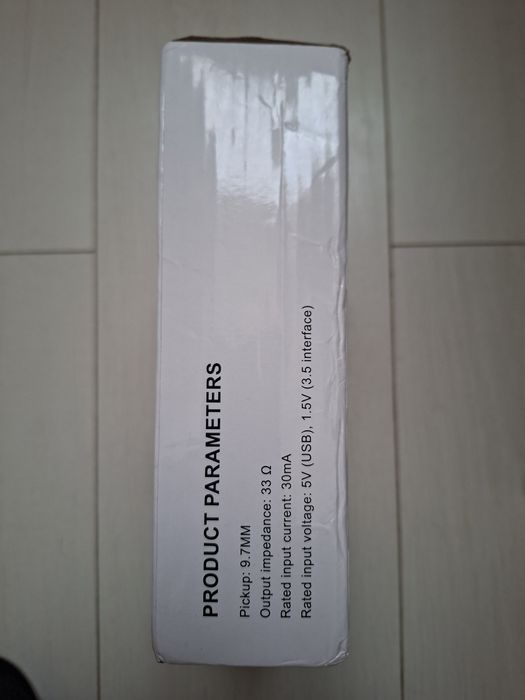 PRODUCT PARAMETERS
Pickup: 9.7MM
Output impedance: 33 Ω
Rated input current: 30mA
Rated input voltage: 5V (USB), 1.5V (3.5 interface)